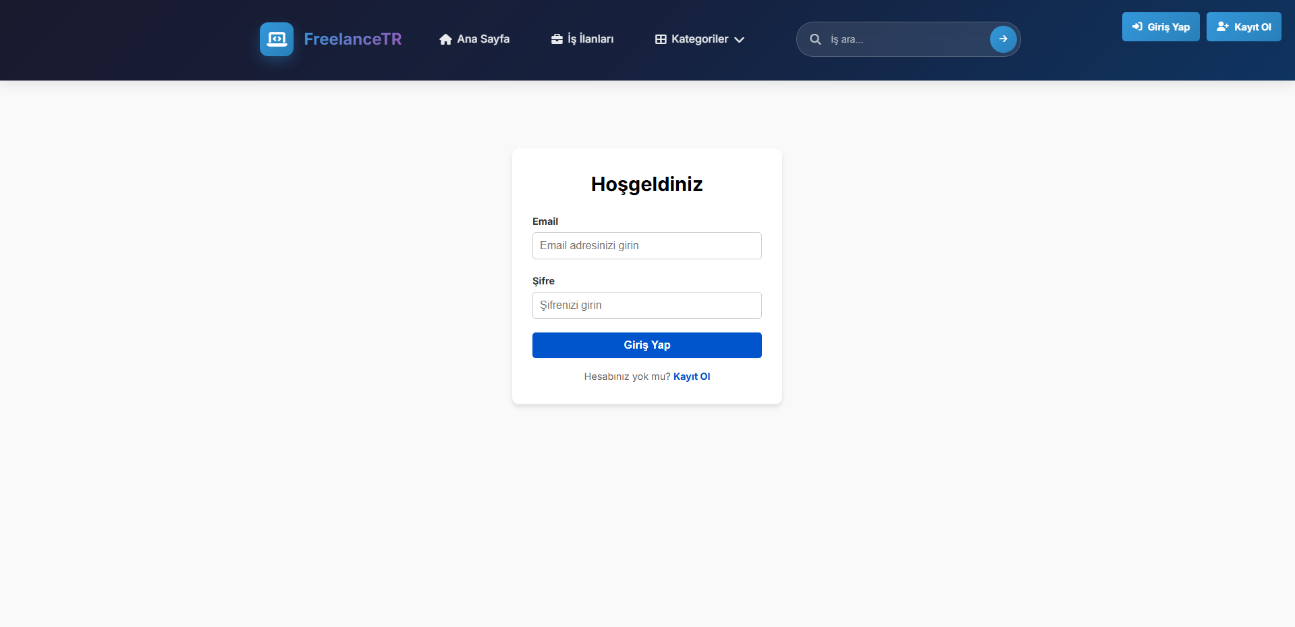 FreelanceTR
Ana Sayfa
İş İlanları
Kategoriler
iş ara...
Giriş Yap
Kayıt Ol
Hoşgeldiniz
Email
Email adresinizi girin
Şifre
Şifrenizi girin
Giriş Yap
Hesabınız yok mu? Kayıt Ol